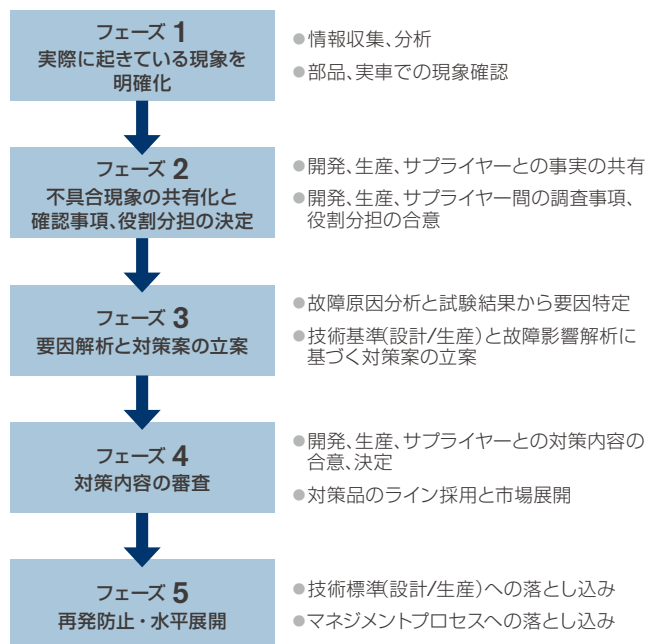 フェーズ 1
実際に起きている現象を
明確化
●情報収集、分析
●部品、実車での現象確認
フェーズ 2
不具合現象の共有化と
確認事項、役割分担の決定
●開発、生産、サプライヤーとの事実の共有
●開発、生産、サプライヤー間の調査事項、
役割分担の合意
フェーズ 3
要因解析と対策案の立案
●故障原因分析と試験結果から要因特定
●技術基準(設計/生産)と故障影響解析に
基づく対策案の立案
フェーズ 4
対策内容の審査
●開発、生産、サプライヤーとの対策内容の
合意、決定
●対策品のライン採用と市場展開
フェーズ 5
再発防止・水平展開
●技術標準(設計/生産)への落とし込み
●マネジメントプロセスへの落とし込み